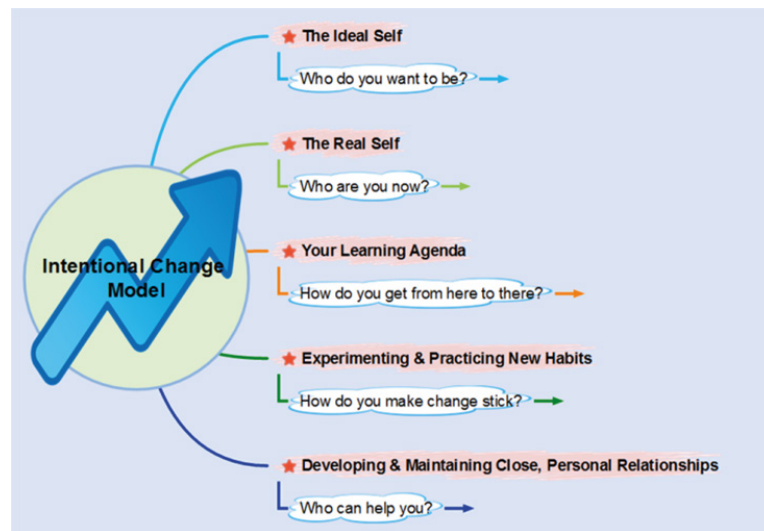 The Ideal Self
Who do you want to be?
The Real Self
Who are you now?
Intentional Change
Model
Your Learning Agenda
How do you get from here to there?
Experimenting & Practicing New Habits
How do you make change stick?
Developing & Maintaining Close, Personal Relationships
Who can help you?